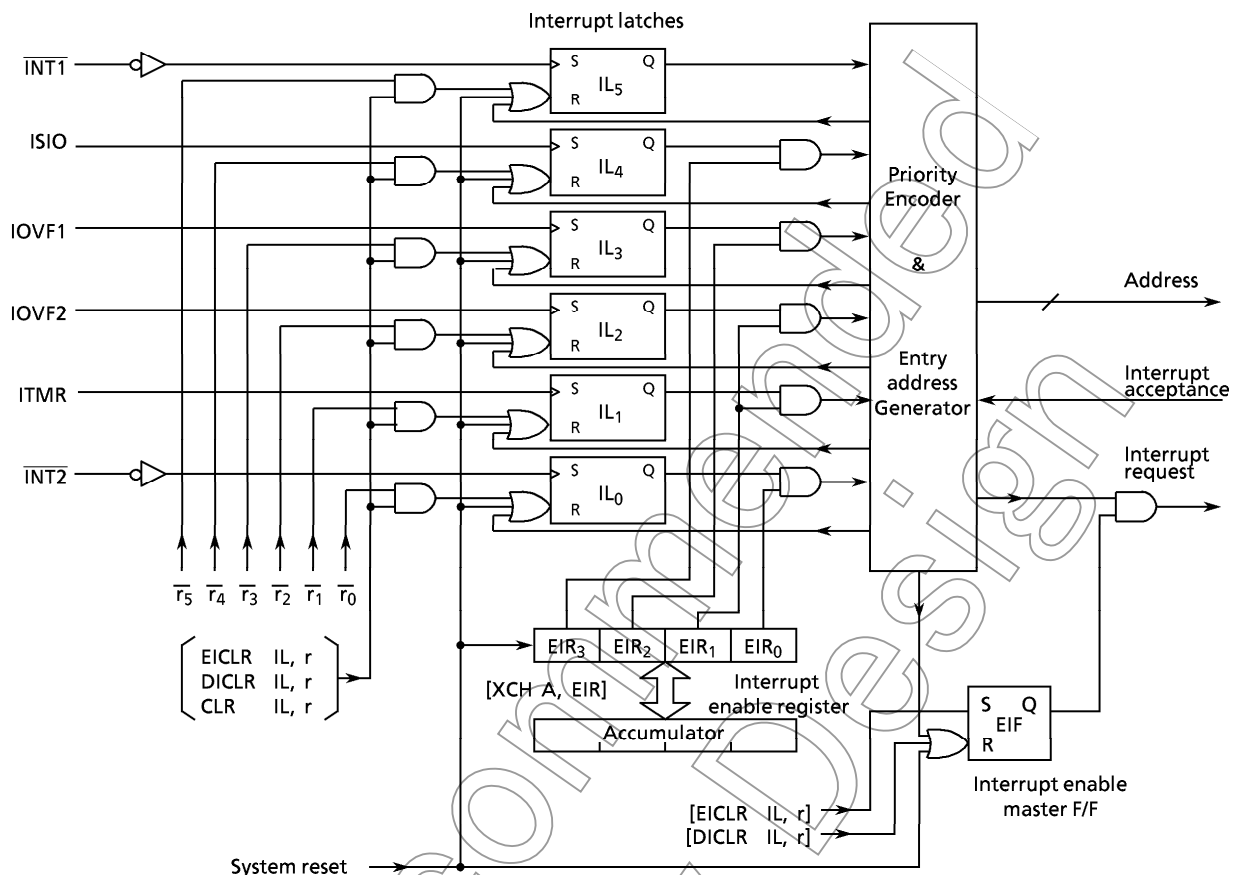 Interrupt latches
INT1
S Q
IL5
R
ISIO
S Q
IL4
R
Priority
Encoder
&
Entry
address
Generator
IOVF1
S Q
IL3
R
Address
IOVF2
S Q
IL2
R
Interrupt
acceptance
ITMR
S Q
IL1
R
Interrupt
request
INT2
S Q
IL0
R
r5 r4 r3 r2 r1 r0
EICLR IL, r
DICLR IL, r
CLR IL, r
EIR3 EIR2 EIR1 EIR0
[XCH A, EIR]
Interrupt
enable register
Accumulator
S Q
EIF
R
Interrupt enable
master F/F
[EICLR IL, r]
[DICLR IL, r]
System reset
ommended
Design